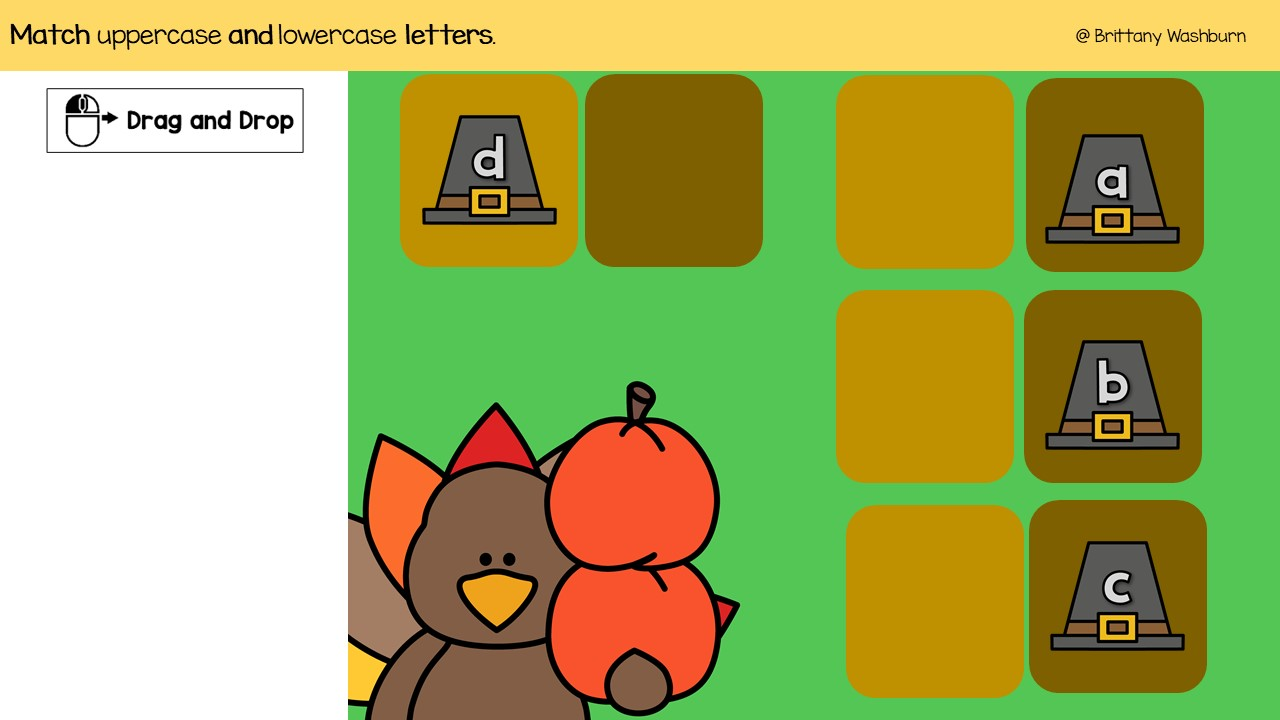 Match uppercase and lowercase letters.
@ Brittany Washburn
Drag and Drop
d
a
b
c